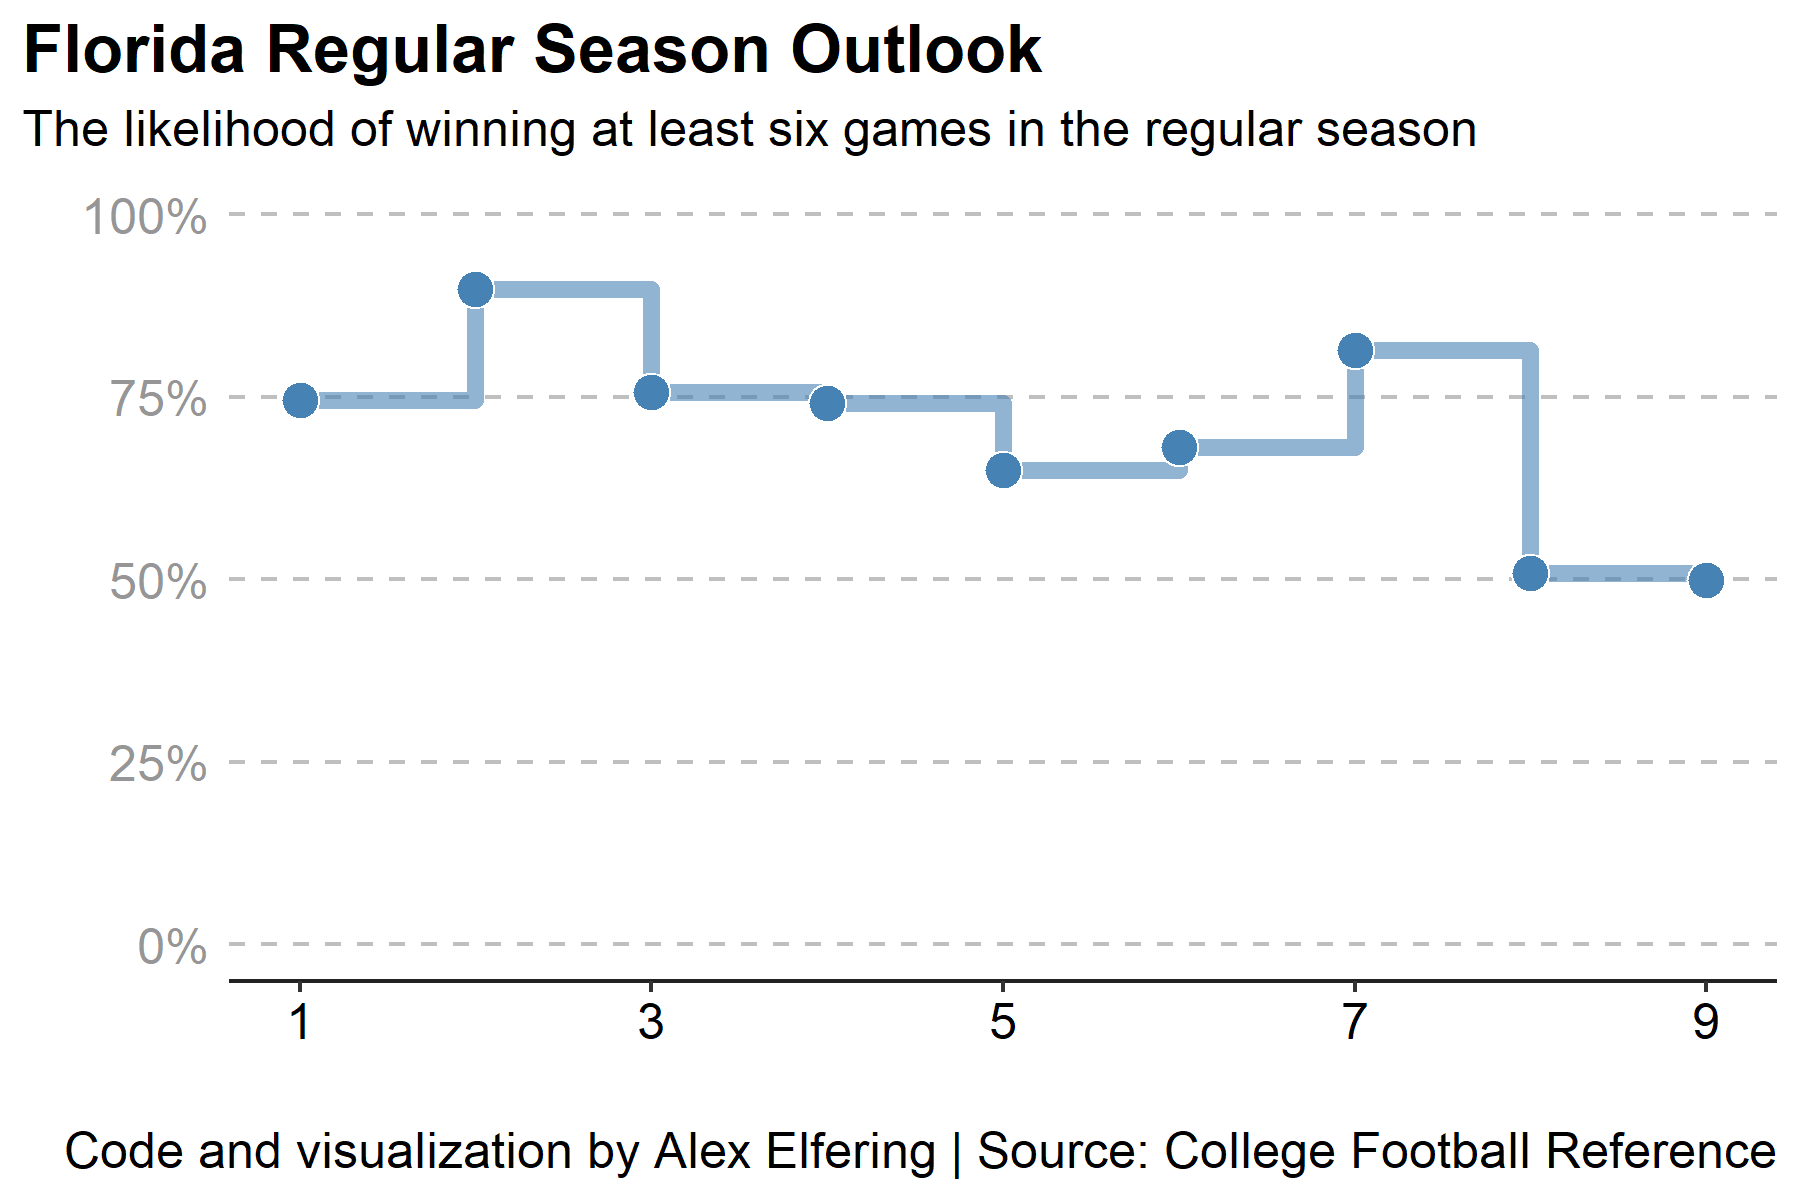 Florida Regular Season Outlook
The likelihood of winning at least six games in the regular season
100%
75%
50%
25%
0%
1 3 5 7 9
Code and visualization by Alex Elfering | Source: College Football Reference